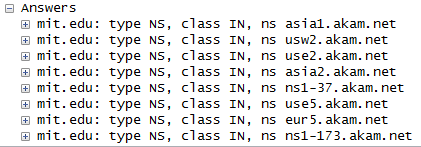 Answers
mit.edu: type NS, class IN, ns asia1.akam.net
mit.edu: type NS, class IN, ns usw2.akam.net
mit.edu: type NS, class IN, ns use2.akam.net
mit.edu: type NS, class IN, ns asia2.akam.net
mit.edu: type NS, class IN, ns ns1-37.akam.net
mit.edu: type NS, class IN, ns use5.akam.net
mit.edu: type NS, class IN, ns eur5.akam.net
mit.edu: type NS, class IN, ns ns1-173.akam.net